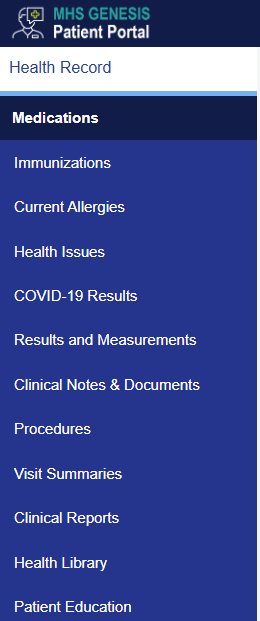 MHS GENESIS
Patient Portal
Health Record
Medications
Immunizations
Current Allergies
Health Issues
COVID-19 Results
Results and Measurements
Clinical Notes & Documents
Procedures
Visit Summaries
Clinical Reports
Health Library
Patient Education